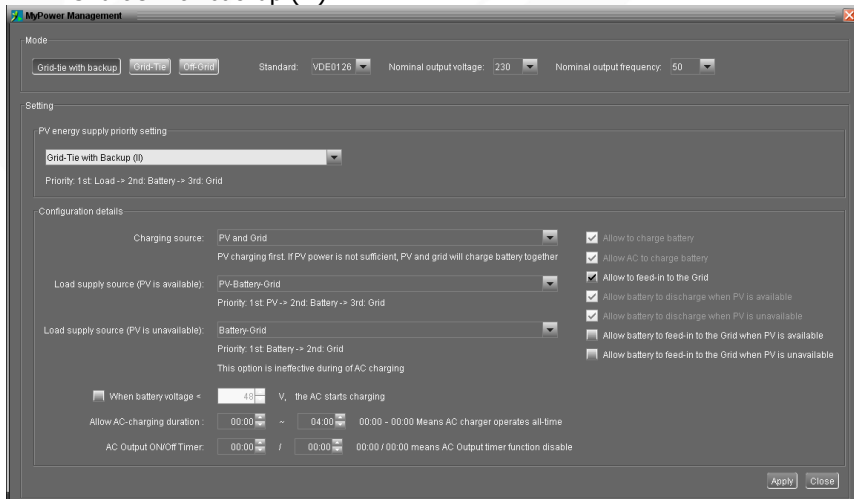 MyPower Management
Mode
Grid-tie with backup Grid-Tie Off-Grid Standard: VDE0126 Nominal output voltage: 230 Nominal output frequency: 50
Setting
PV energy supply priority setting
Grid-Tie with Backup (II)
Priority: 1st: Load -> 2nd: Battery -> 3rd: Grid
Configuration details
Charging source: PV and Grid
PV charging first. If PV power is not sufficient, PV and grid will charge battery together
Load supply source (PV is available): PV-Battery-Grid
Priority: 1st: PV -> 2nd: Battery -> 3rd: Grid
Load supply source (PV is unavailable): Battery-Grid
Priority: 1st: Battery -> 2nd: Grid
This option is ineffective during of AC charging
When battery voltage < 48 V, the AC starts charging
Allow AC-charging duration : 00:00 ~ 04:00 00:00 - 00:00 Means AC charger operates all-time
AC Output ON/Off Timer: 00:00 / 00:00 00:00 / 00:00 means AC Output timer function disable
Allow to charge battery
Allow AC to charge battery
Allow to feed-in to the Grid
Allow battery to discharge when PV is available
Allow battery to discharge when PV is unavailable
Allow battery to feed-in to the Grid when PV is available
Allow battery to feed-in to the Grid when PV is unavailable
Apply Close